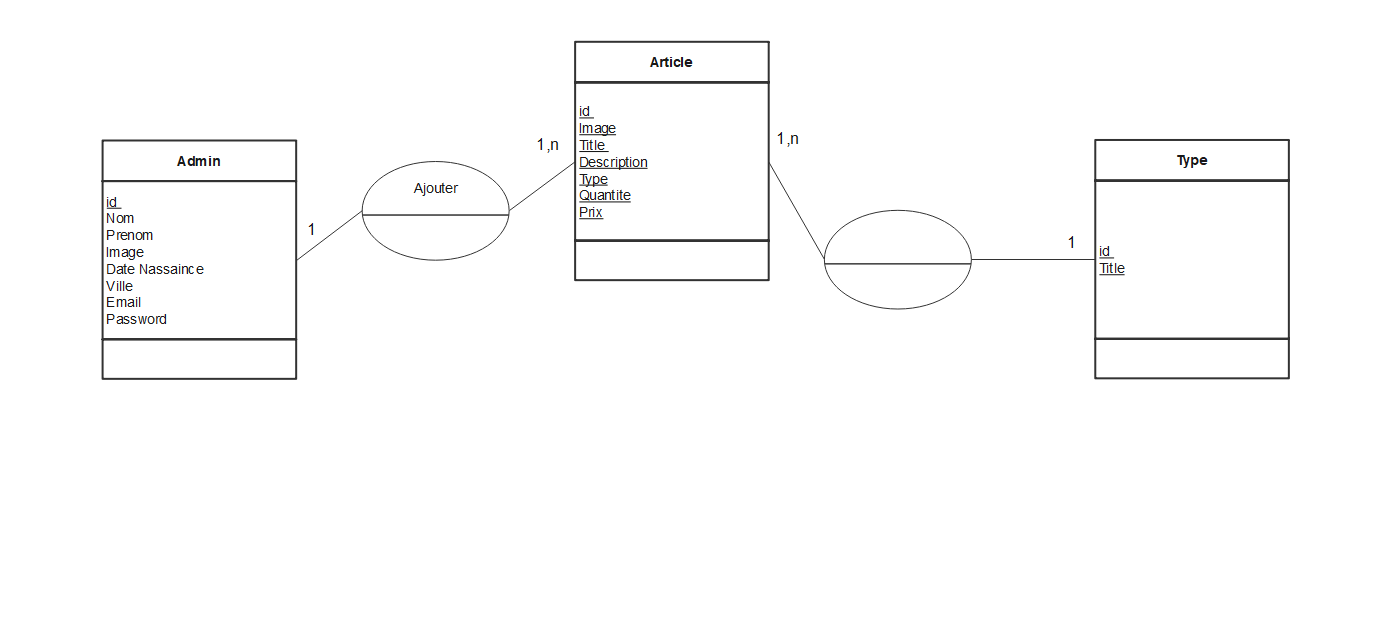 Admin
id
Nom
Prenom
Image
Date Nassaince
Ville
Email
Password
1
Ajouter
1,n
Article
id
Image
Title
Description
Type
Quantite
Prix
1,n
1
Type
id
Title